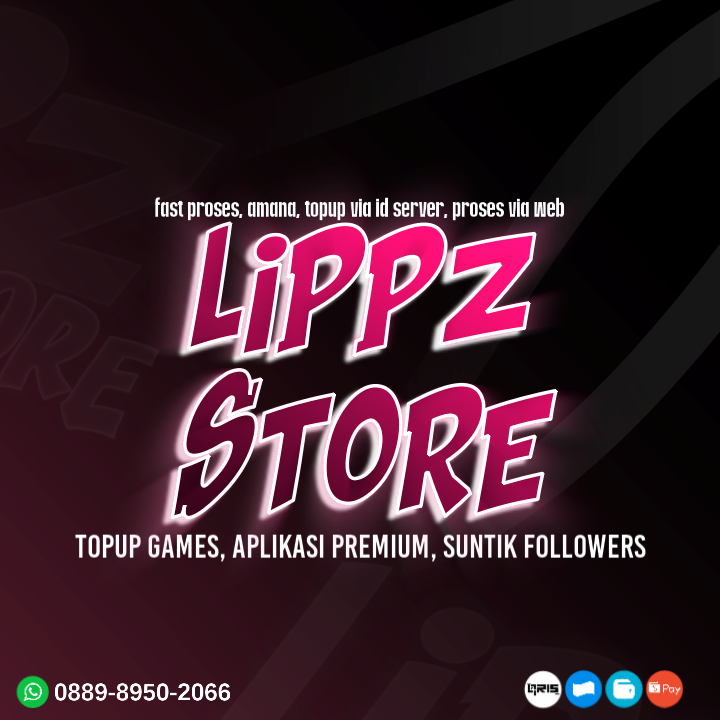 fast proses, amana, topup via id server, proses via web
LiPPZ
STORE
TOPUP GAMES, APLIKASI PREMIUM, SUNTIK FOLLOWERS
0889-8950-2066
QRIS
Pay